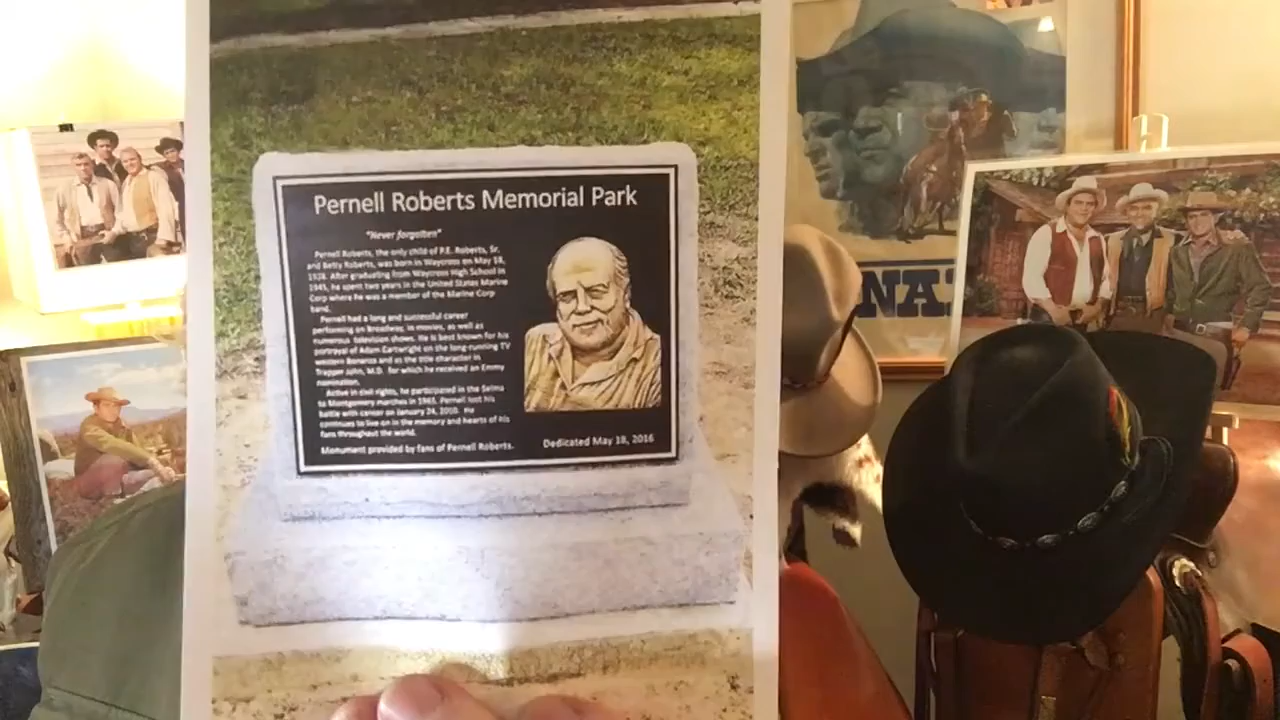 Pernell Roberts Memorial Park
"Never forgotten"
Pernell Roberts, the only child of P.E. Roberts, Sr.
and Betty Roberts, was born in Waycross on May 18,
1928. After graduating from Waycross High School in
1945, he spent two years in the United States Marine
Corp where he was a member of the Marine Corp
band.
Pernell had a long and successful career
performing on Broadway, in movies, as well as
numerous television shows. He is best known for his
portrayal of Adam Cartwright on the long-running TV
western Bonanza and as the title character in
Trapper John, M.D. for which he received an Emmy
nomination.
Active in civil rights, he participated in the Selma
to Montgomery marches in 1965. Pernell lost his
battle with cancer on January 24, 2010. He
continues to live on in the memory and hearts of his
fans throughout the world.
Monument provided by fans of Pernell Roberts.
Dedicated May 18, 2016
NA